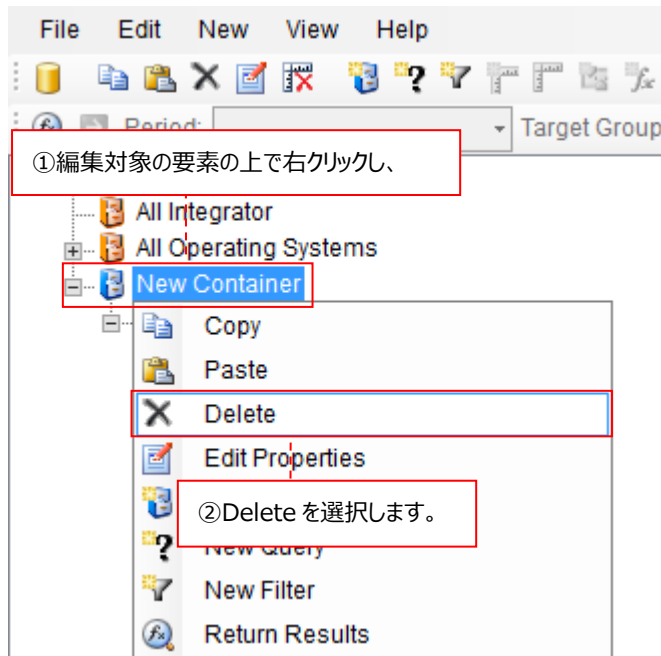 File Edit New View Help
Period: Target Group
①編集対象の要素の上で右クリックし、
All Integrator
All Operating Systems
New Container
Copy
Paste
Delete
Edit Properties
②Delete を選択します。
New Query
New Filter
Return Results